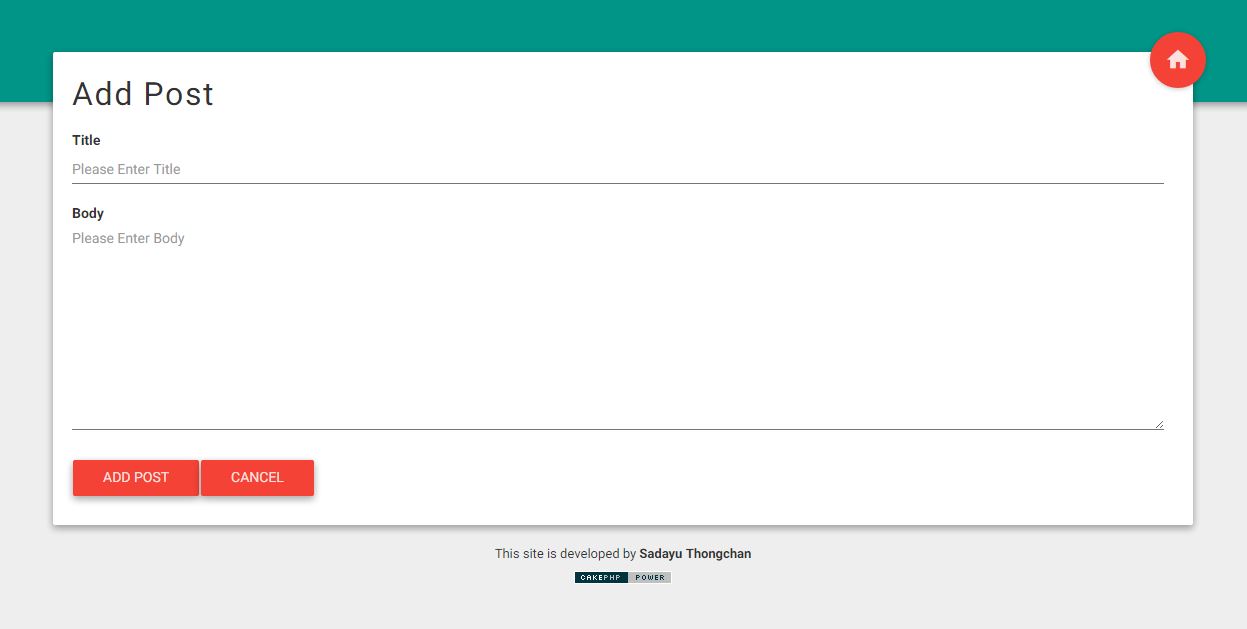 Add Post
Title
Please Enter Title
Body
Please Enter Body
ADD POST CANCEL
This site is developed by Sadayu Thongchan
CAKEPHP POWER